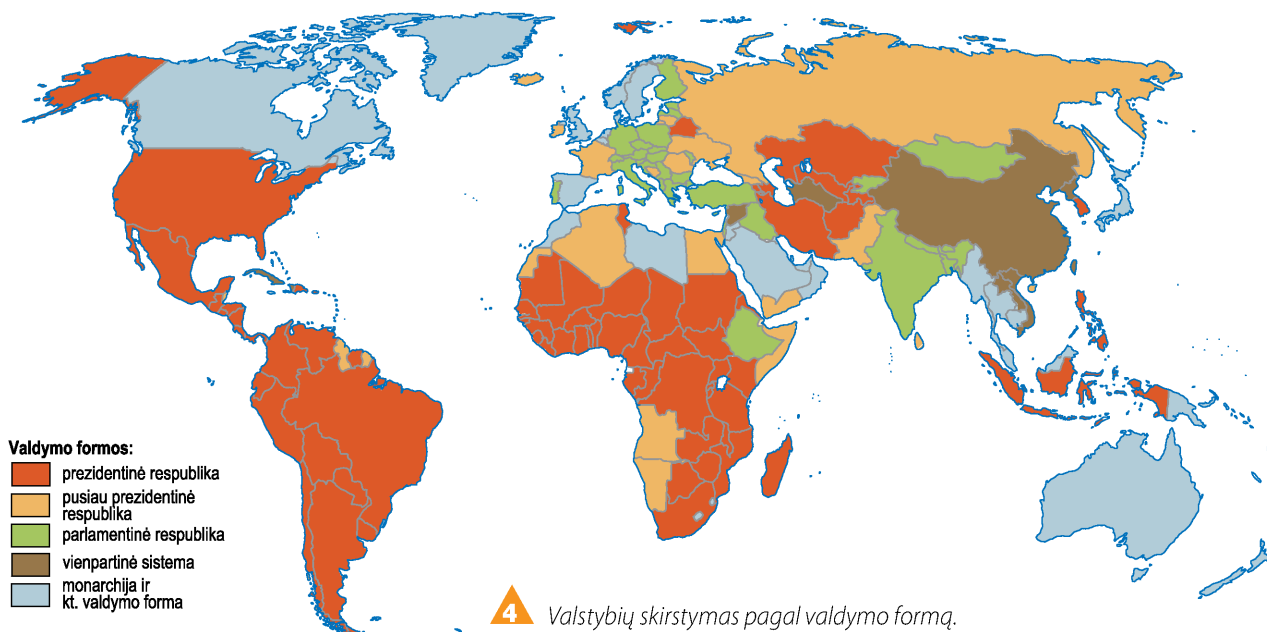 Valdymo formos:
prezidentinė respublika
pusiau prezidentinė
respublika
parlamentinė respublika
vienpartinė sistema
monarchija ir
kt. valdymo forma
4 Valstybių skirstymas pagal valdymo formą.